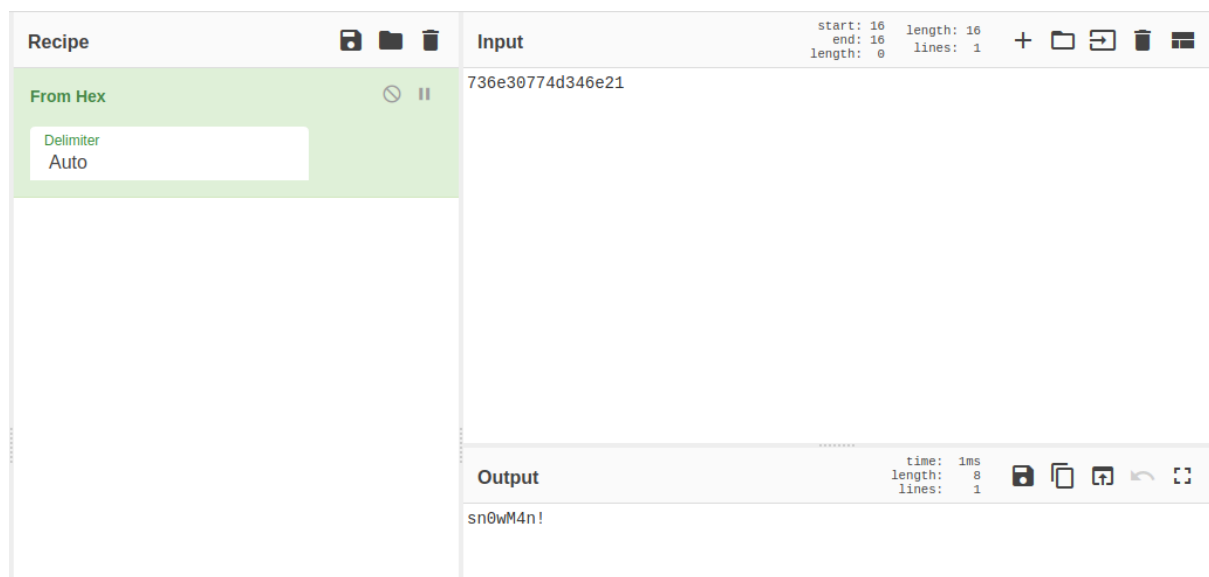 Recipe
From Hex
Delimiter
Auto
Input
start: 16
end: 16
length: 0
length: 16
lines: 1
736e30774d346e21
Output
time: 1ms
length: 8
lines: 1
sn0wM4n!